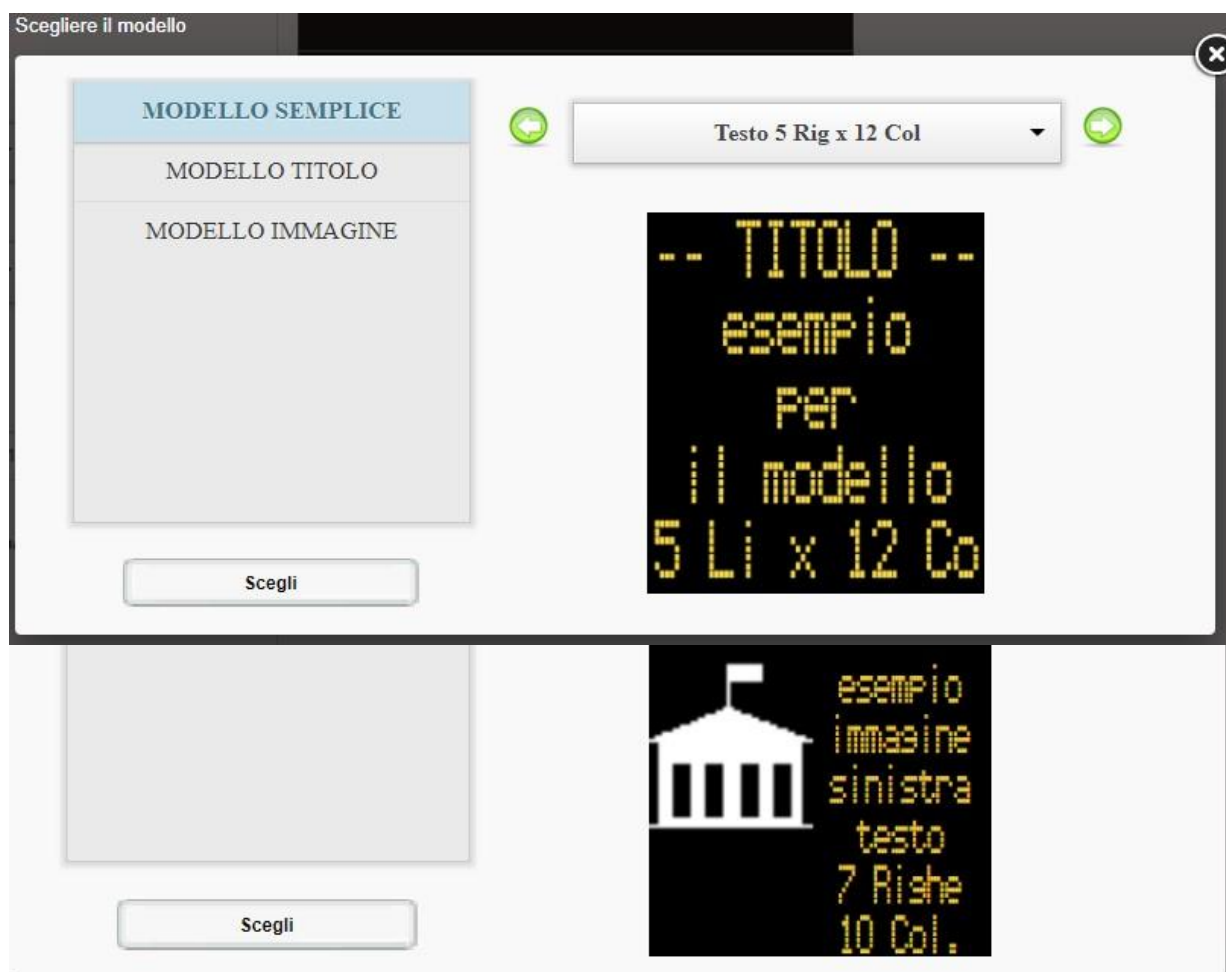 Scegliere il modello
MODELLO SEMPLICE
MODELLO TITOLO
MODELLO IMMAGINE
Scegli
Testo 5 Rig x 12 Col
-- TITOLO --
esempio
per
il modello
5 Li x 12 Co
Scegli
esempio
immagine
sinistra
testo
7 Righe
10 Col.